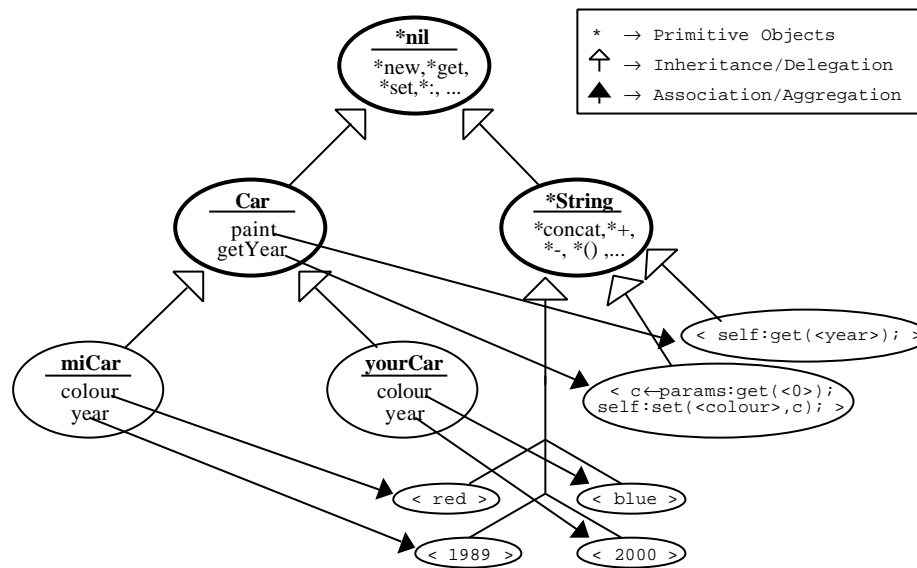 *nil
*new,*get,
*set,*:, ...
* → Primitive Objects
→ Inheritance/Delegation
→ Association/Aggregation
Car
paint
getYear
*String
*concat,*+,
*-, *() ,...
miCar
colour
year
yourCar
colour
year
< self:get(<year>); >
< c←params:get(<0>);
self:set(<colour>,c); >
< red >
< blue >
< 1989 >
< 2000 >